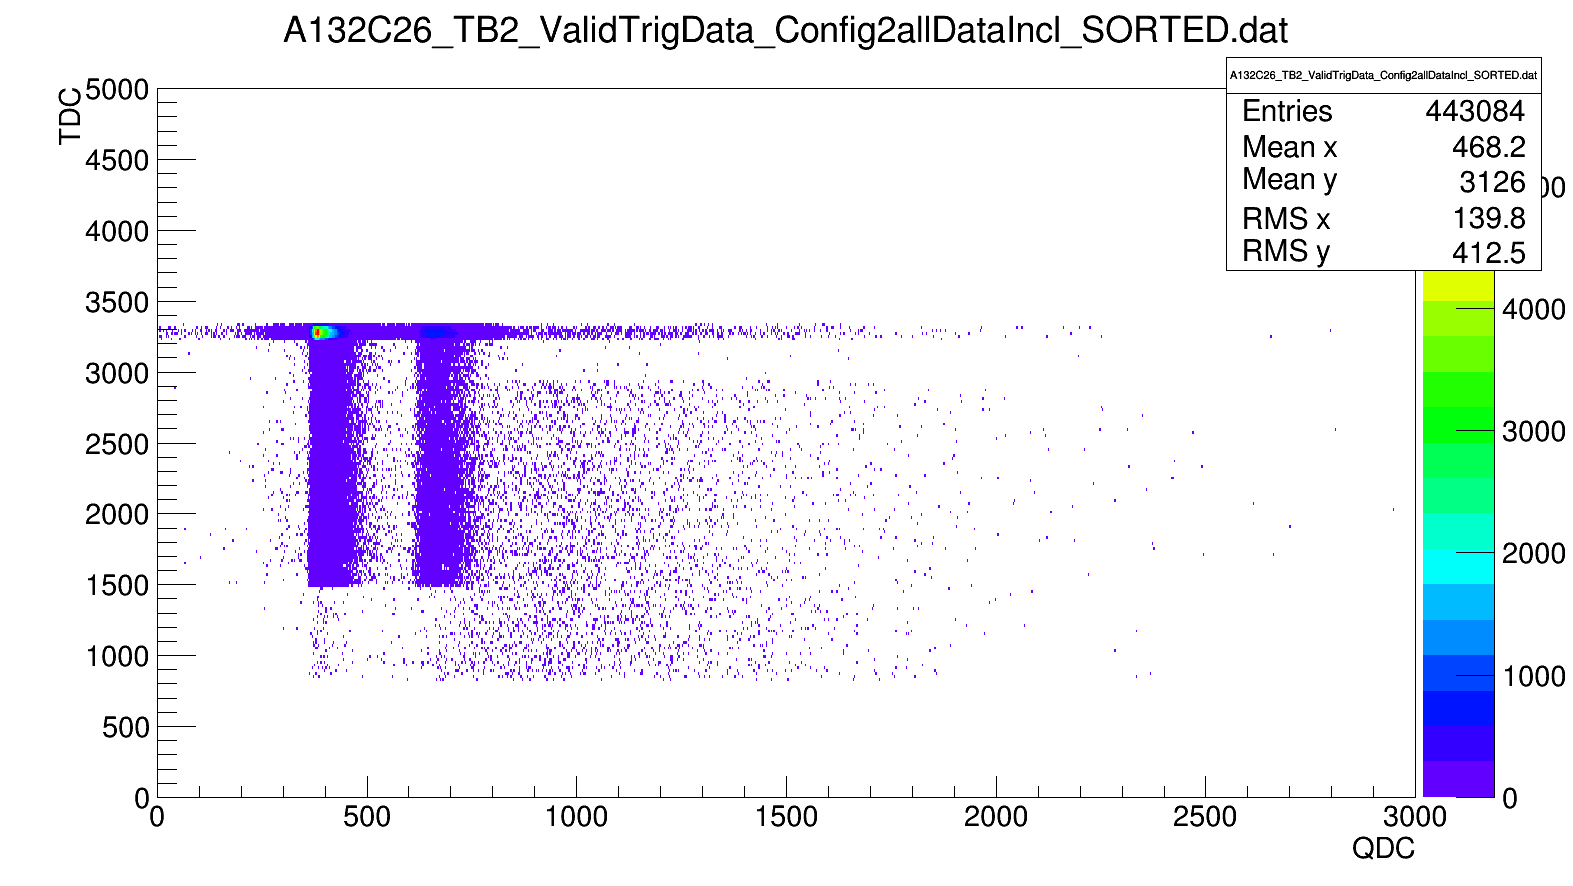 A132C26_TB2_ValidTrigData_Config2allDataIncl_SORTED.dat
A132C26_TB2_ValidTrigData_Config2allDataIncl_SORTED.dat
Entries 443084
Mean x 468.2
Mean y 3126
RMS x 139.8
RMS y 412.5
TDC
5000
4500
4000
3500
3000
2500
2000
1500
1000
500
0
0 500 1000 1500 2000 2500 3000
QDC
4000
3000
2000
1000
0